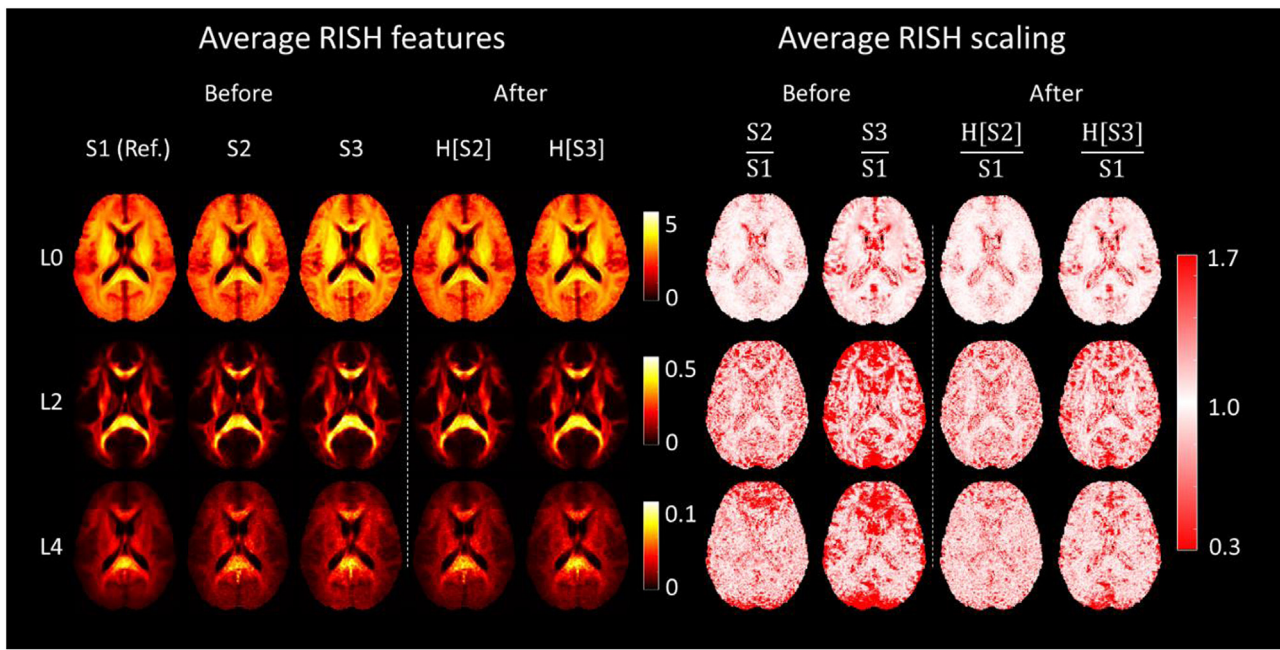 Average RISH features Average RISH scaling
Before After Before After
S1 (Ref.) S2 S3 H[S2] H[S3] S2/S1 S3/S1 H[S2]/S1 H[S3]/S1
L0 5 0
L2 0.5 0
L4 0.1 0
1.7
1.0
0.3